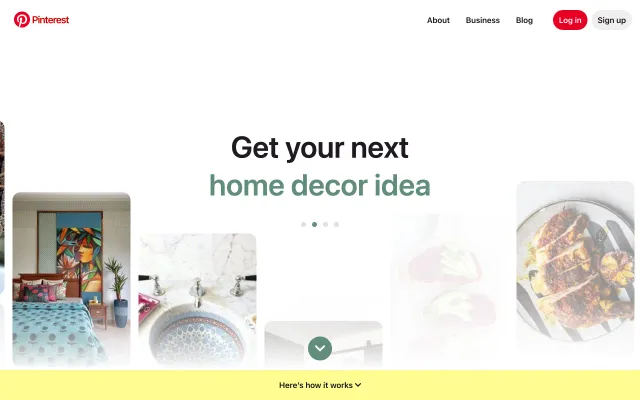 Pinterest
About
Business
Blog
Log in
Sign up
Get your next
home decor idea
Here's how it works